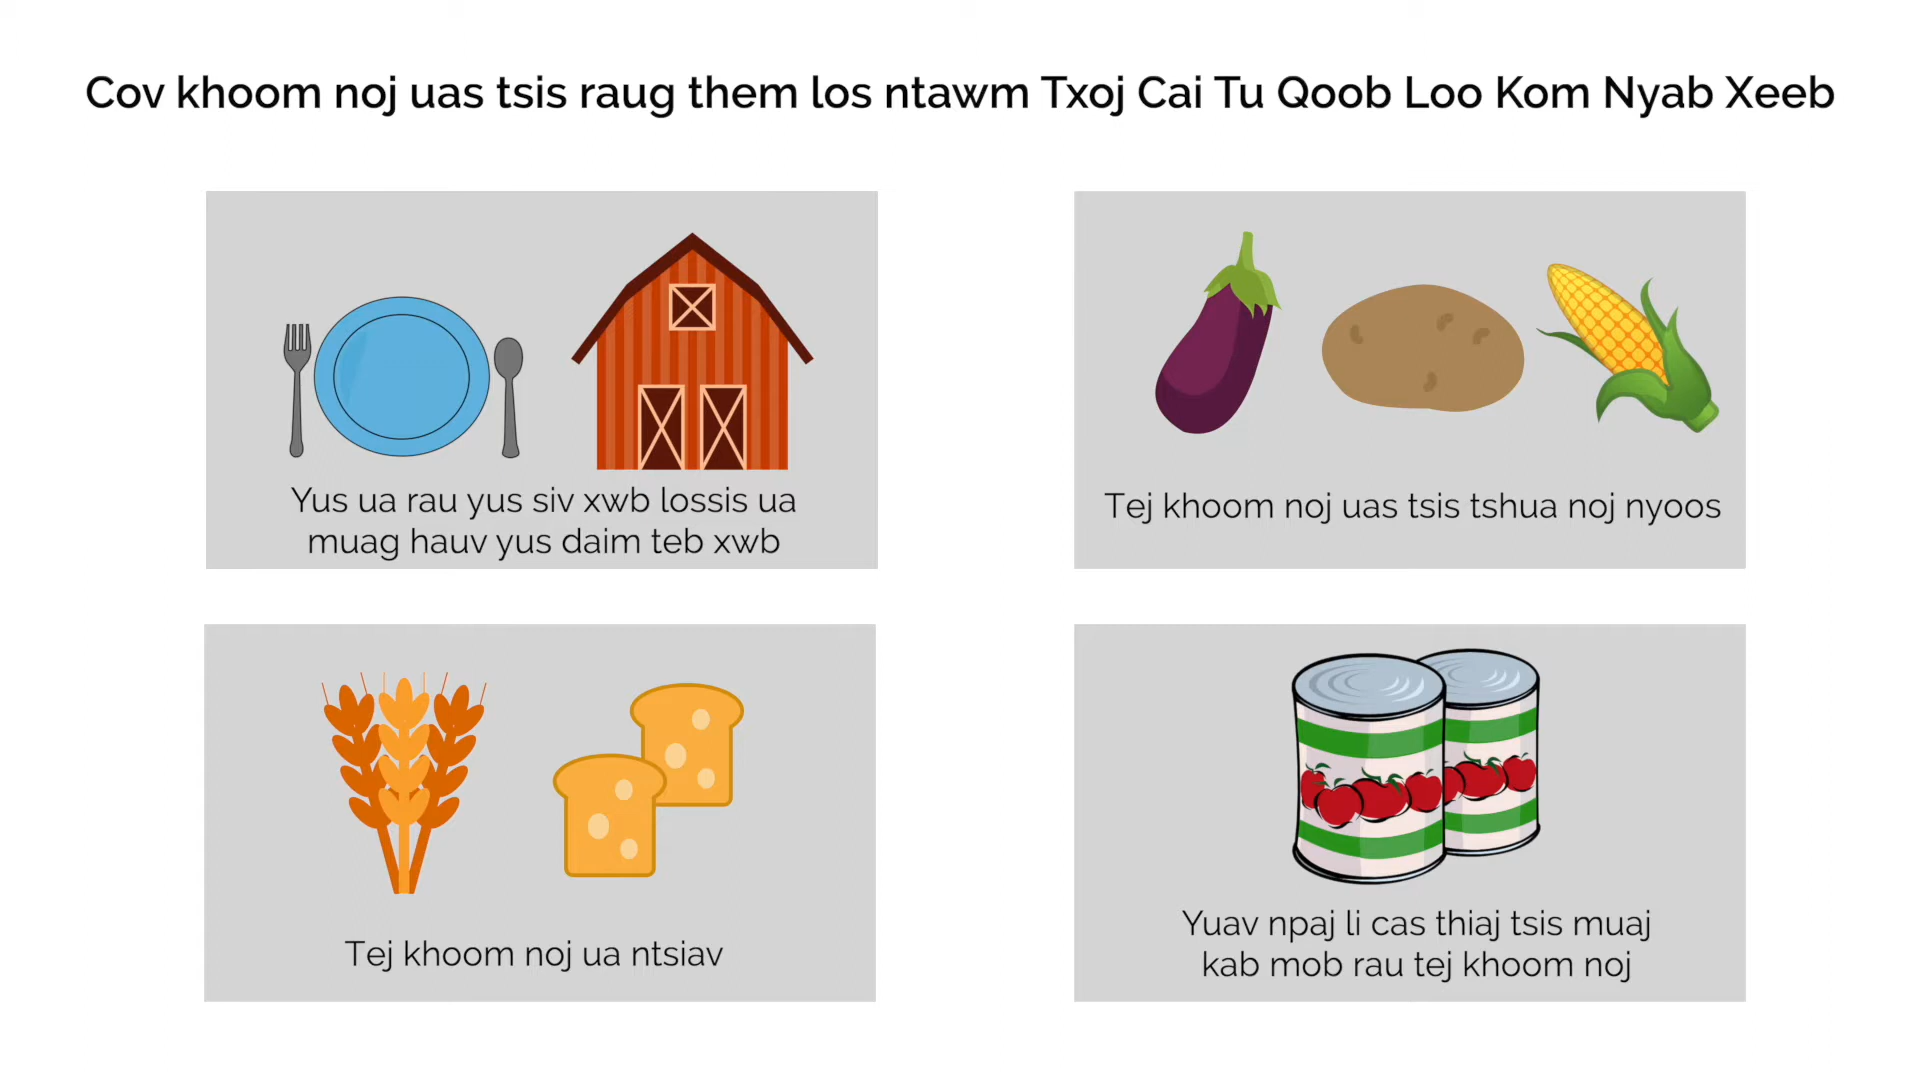 Cov khoom noj uas tsis raug them los ntawm Txoj Cai Tu Qoob Loo Kom Nyab Xeeb
Yus ua rau yus siv xwb lossis ua
muag hauv yus daim teb xwb
Tej khoom noj uas tsis tshua noj nyoos
Tej khoom noj ua ntsiav
Yuav npaj li cas thiaj tsis muaj
kab mob rau tej khoom noj